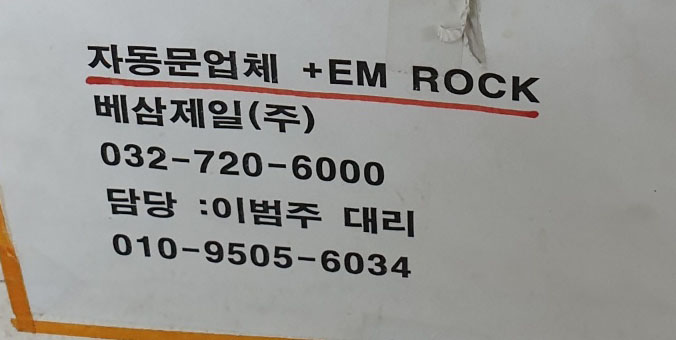 자동문업체 +EM ROCK
베삼제일(주)
032-720-6000
담당 :이범주 대리
010-9505-6034